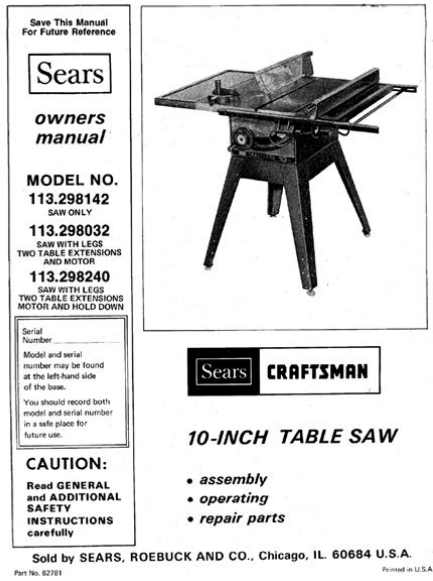 Save This Manual
For Future Reference
Sears
owners
manual
MODEL NO.
113.298142
SAW ONLY
113.298032
SAW WITH LEGS
TWO TABLE EXTENSIONS
AND MOTOR
113.298240
SAW WITH LEGS
TWO TABLE EXTENSIONS
MOTOR AND HOLD DOWN
Serial
Number
Model and serial
number may be found
at the left-hand side
of the base.
You should record both
model and serial number
in a safe place for
future use.
CAUTION:
Read GENERAL
and ADDITIONAL
SAFETY
INSTRUCTIONS
carefully
Sears CRAFTSMAN
10-INCH TABLE SAW
• assembly
• operating
• repair parts
Sold by SEARS, ROEBUCK AND CO., Chicago, IL. 60684 U.S.A.
Part No. 62781
Printed in U.S.A